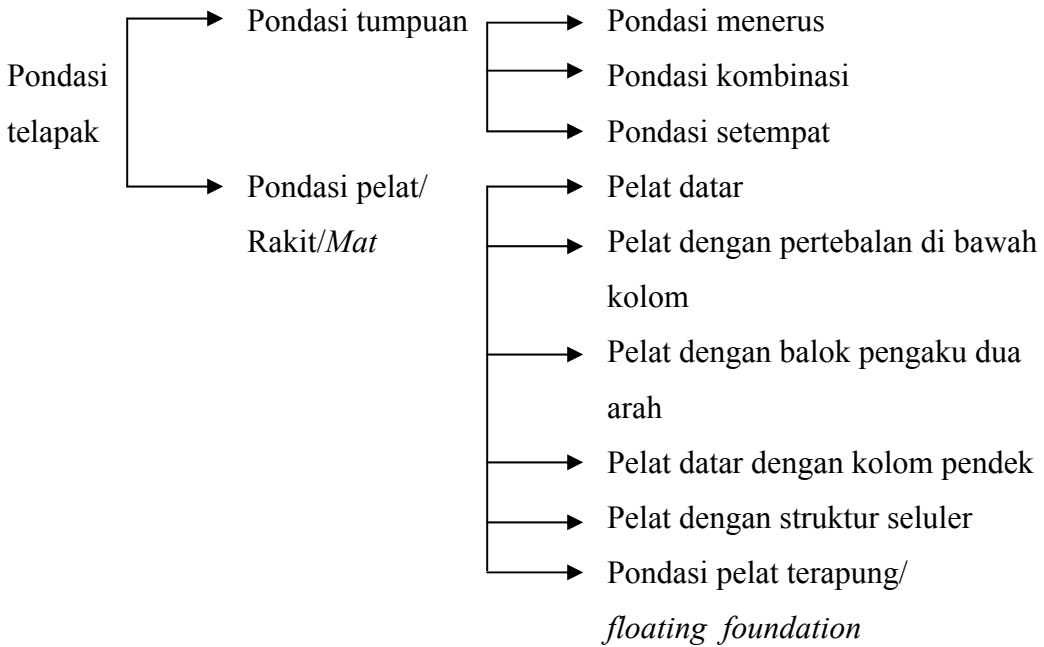 Pondasi
telapak
Pondasi tumpuan
Pondasi menerus
Pondasi kombinasi
Pondasi setempat
Pondasi pelat/
Rakit/Mat
Pelat datar
Pelat dengan pertebalan di bawah
kolom
Pelat dengan balok pengaku dua
arah
Pelat datar dengan kolom pendek
Pelat dengan struktur seluler
Pondasi pelat terapung/
floating foundation